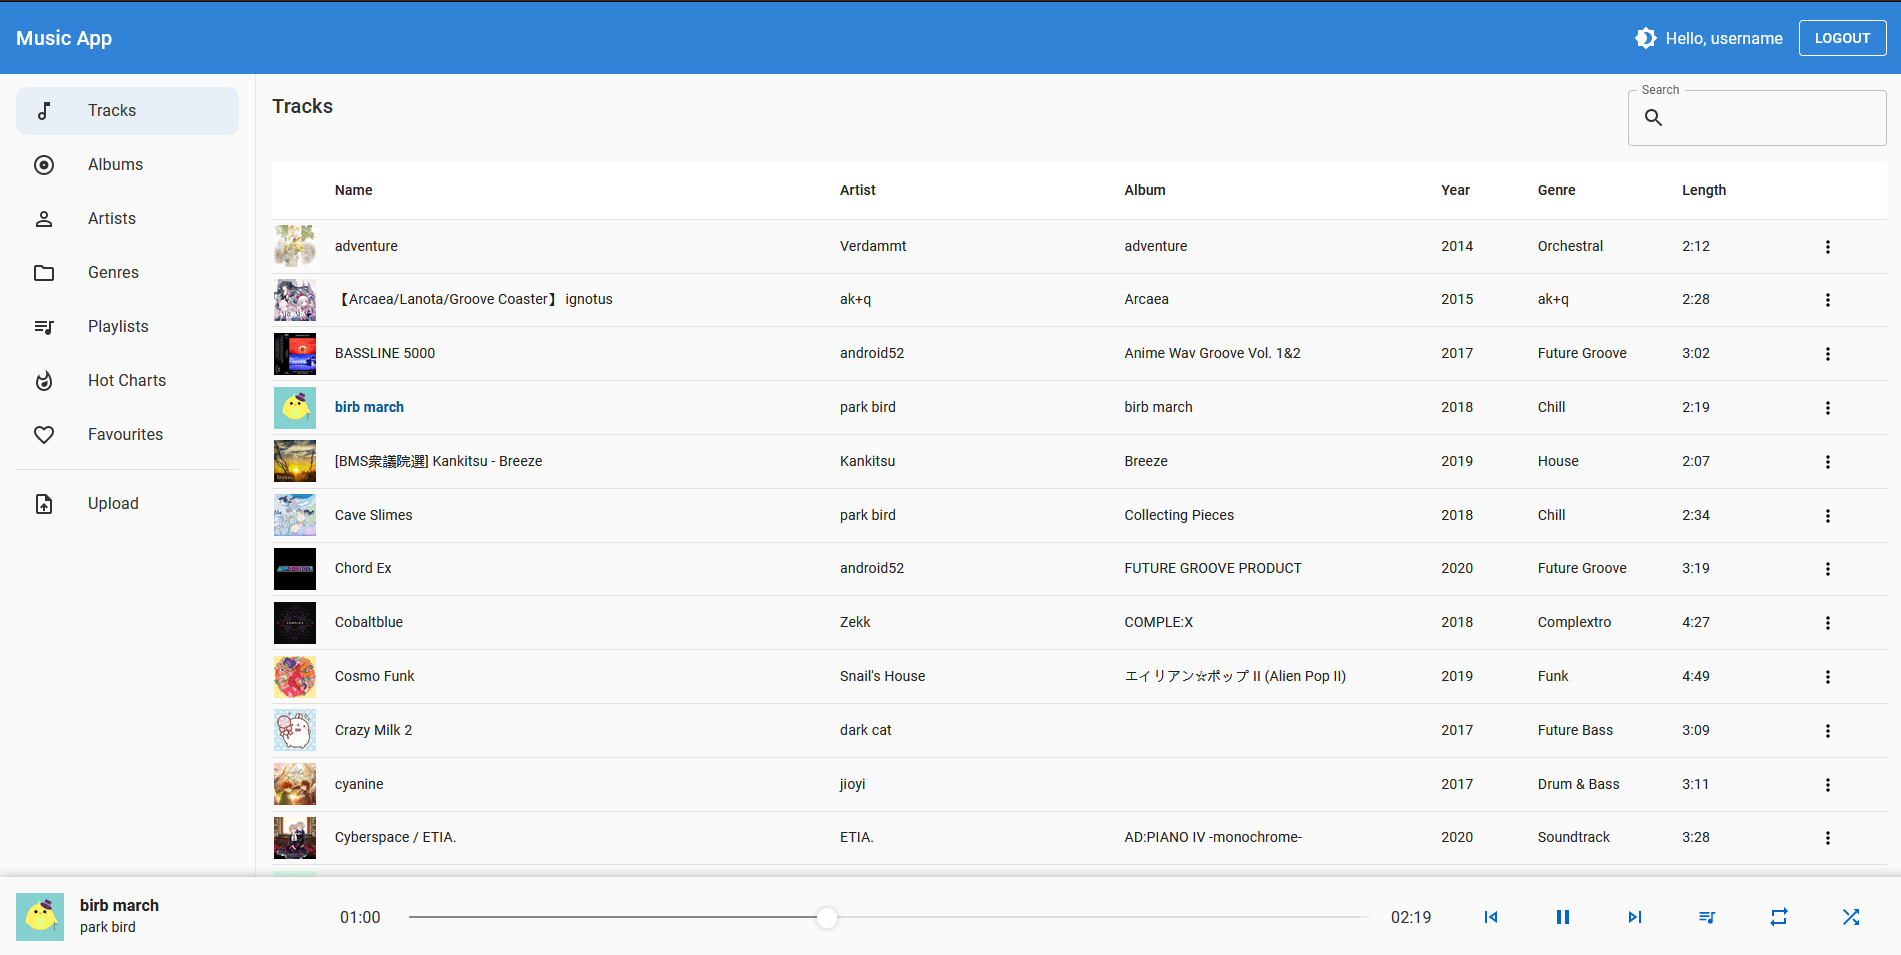 Music App
Hello, username
LOGOUT
Tracks
Albums
Artists
Genres
Playlists
Hot Charts
Favourites
Upload
Tracks
Search
Name Artist Album Year Genre Length
adventure Verdammt adventure 2014 Orchestral 2:12
【Arcaea/Lanota/Groove Coaster】 ignotus ak+q Arcaea 2015 ak+q 2:28
BASSLINE 5000 android52 Anime Wav Groove Vol. 1&2 2017 Future Groove 3:02
birb march park bird birb march 2018 Chill 2:19
[BMS衆議院選] Kankitsu - Breeze Kankitsu Breeze 2019 House 2:07
Cave Slimes park bird Collecting Pieces 2018 Chill 2:34
Chord Ex android52 FUTURE GROOVE PRODUCT 2020 Future Groove 3:19
Cobaltblue Zekk COMPLE:X 2018 Complextro 4:27
Cosmo Funk Snail's House エイリアン☆ポップ II (Alien Pop II) 2019 Funk 4:49
Crazy Milk 2 dark cat 2017 Future Bass 3:09
cyanine jioyi 2017 Drum & Bass 3:11
Cyberspace / ETIA. ETIA. AD:PIANO IV -monochrome- 2020 Soundtrack 3:28
birb march
park bird
01:00
02:19